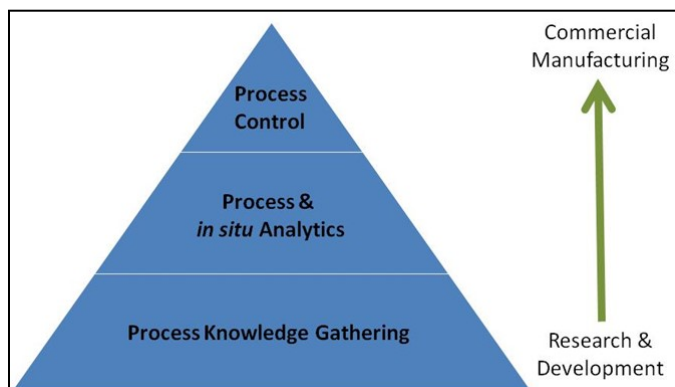 Process
Control
Process &
in situ Analytics
Process Knowledge Gathering
Commercial
Manufacturing
Research &
Development